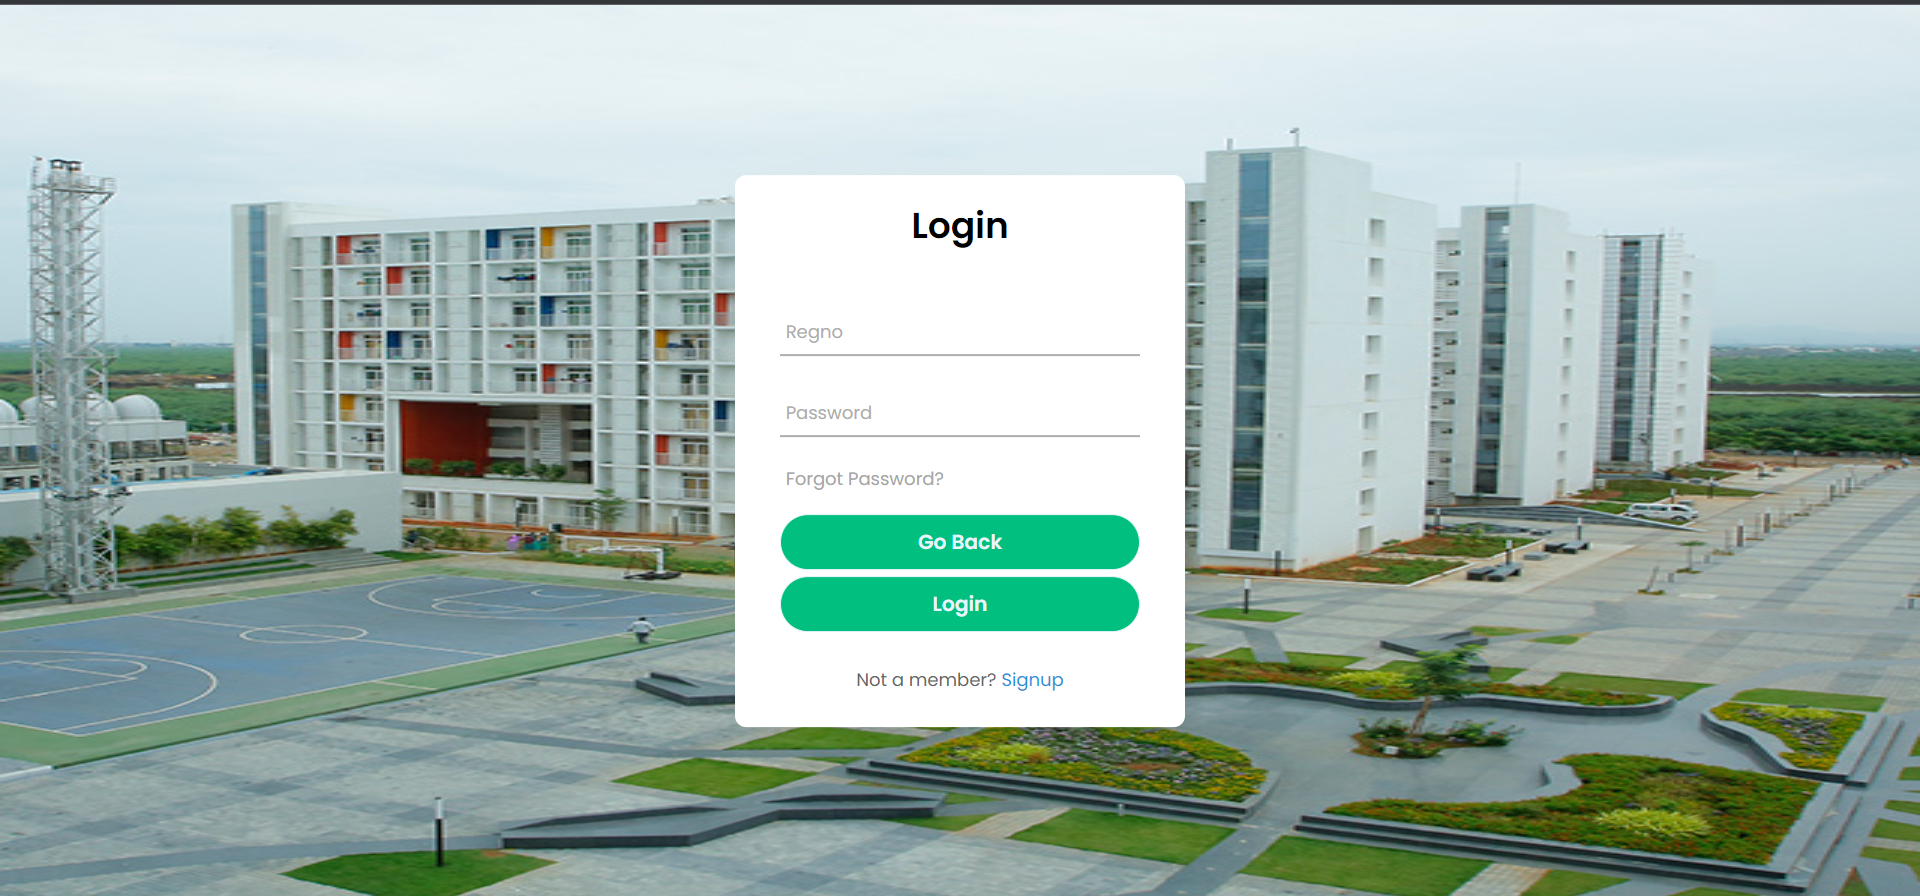 Login
Regno
Password
Forgot Password?
Go Back
Login
Not a member? Signup